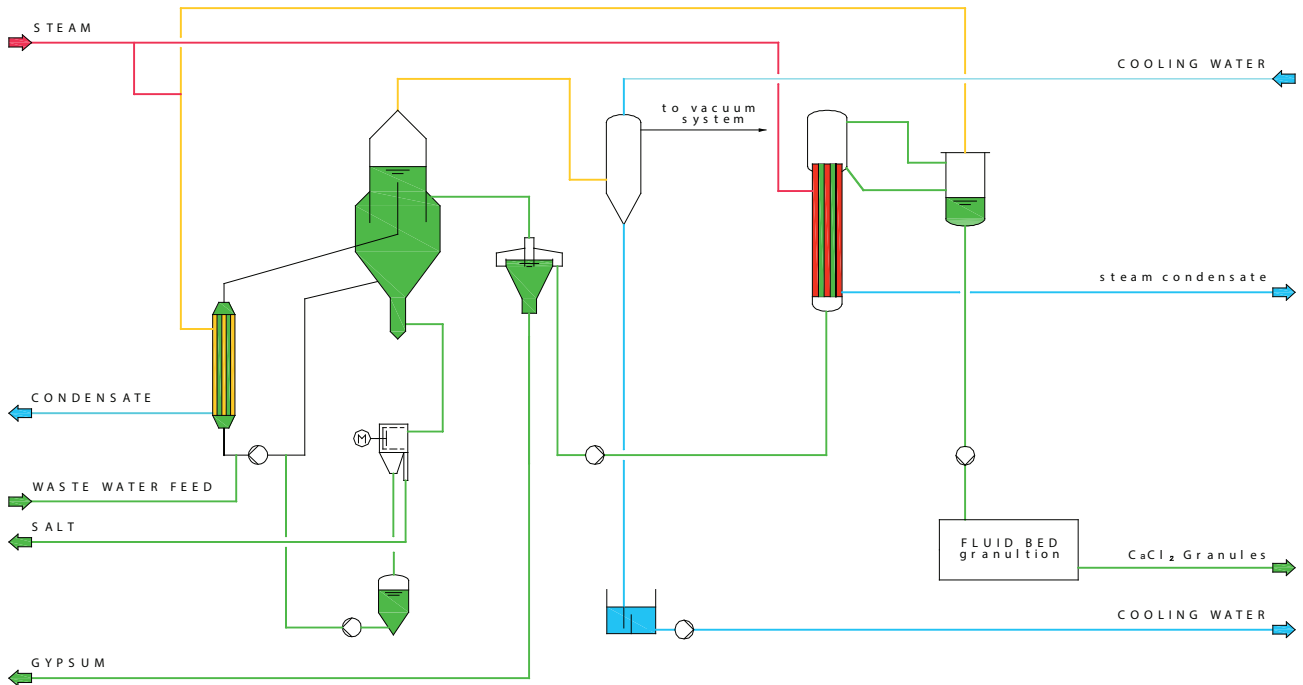 STEAM
COOLING WATER
to vacuum
system
steam condensate
CONDENSATE
M
WASTE WATER FEED
SALT
FLUID BED
granultion
CaCl₂ Granules
COOLING WATER
GYPSUM